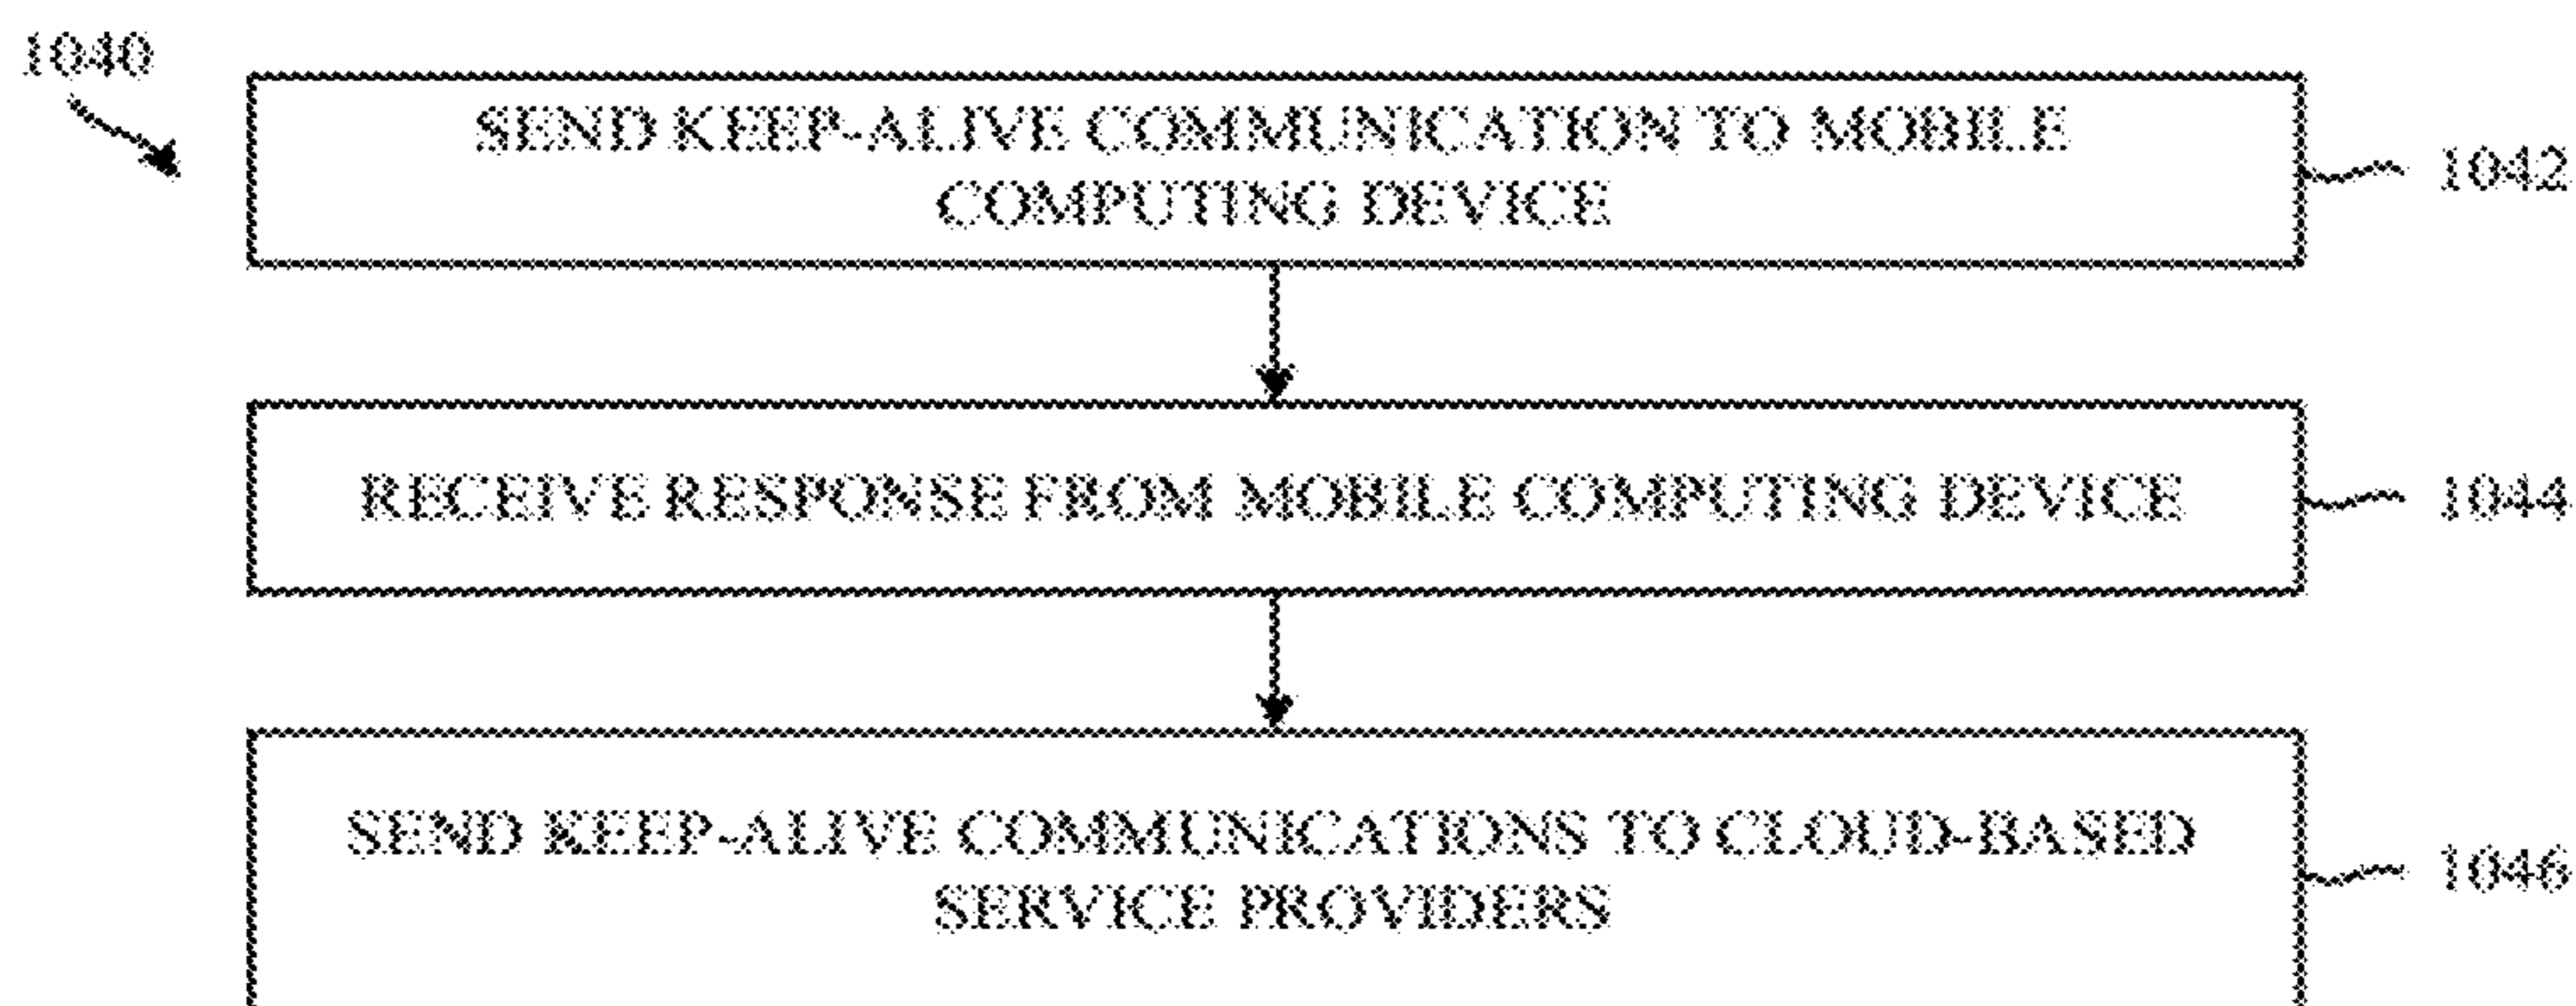 1040
SEND KEEP-ALIVE COMMUNICATION TO MOBILE
COMPUTING DEVICE
1042
RECEIVE RESPONSE FROM MOBILE COMPUTING DEVICE
1044
SEND KEEP-ALIVE COMMUNICATIONS TO CLOUD-BASED
SERVICE PROVIDERS
1046